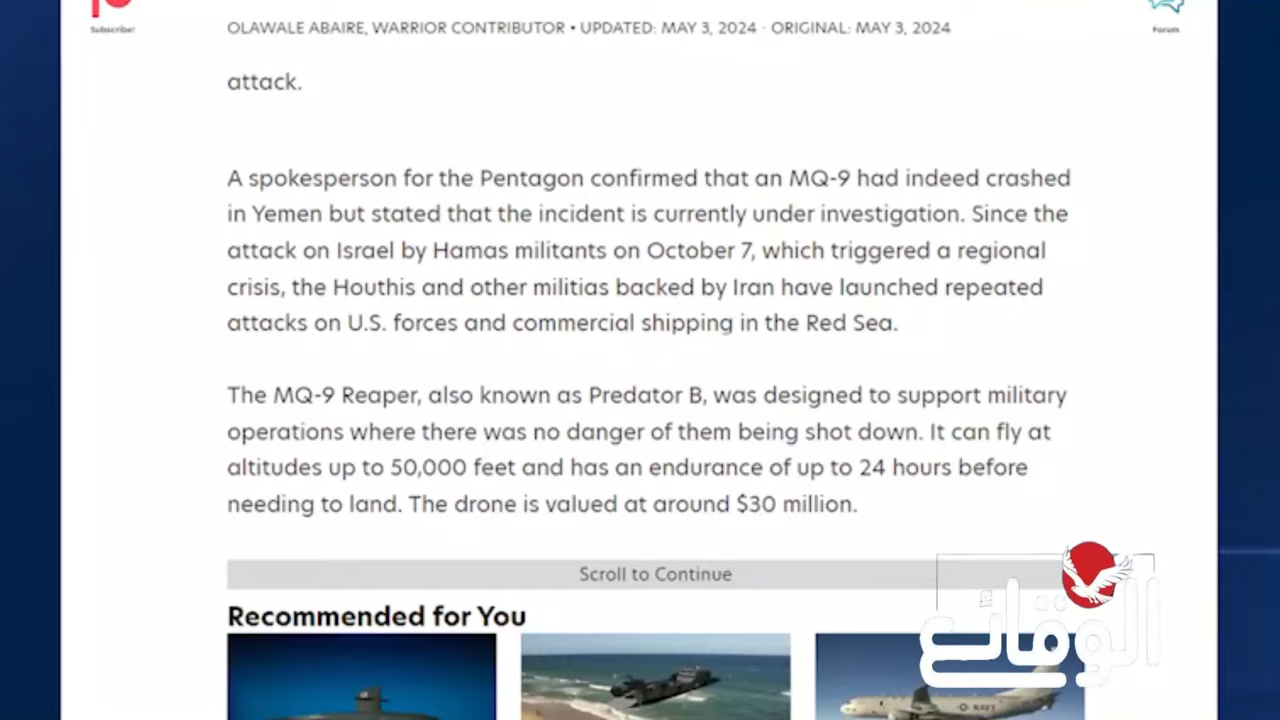 Subscribe!
OLAWALE ABAIRE, WARRIOR CONTRIBUTOR • UPDATED: MAY 3, 2024 · ORIGINAL: MAY 3, 2024
Forum
attack.
A spokesperson for the Pentagon confirmed that an MQ-9 had indeed crashed
in Yemen but stated that the incident is currently under investigation. Since the
attack on Israel by Hamas militants on October 7, which triggered a regional
crisis, the Houthis and other militias backed by Iran have launched repeated
attacks on U.S. forces and commercial shipping in the Red Sea.
The MQ-9 Reaper, also known as Predator B, was designed to support military
operations where there was no danger of them being shot down. It can fly at
altitudes up to 50,000 feet and has an endurance of up to 24 hours before
needing to land. The drone is valued at around $30 million.
Scroll to Continue
Recommended for You
الوقائع
NAVY